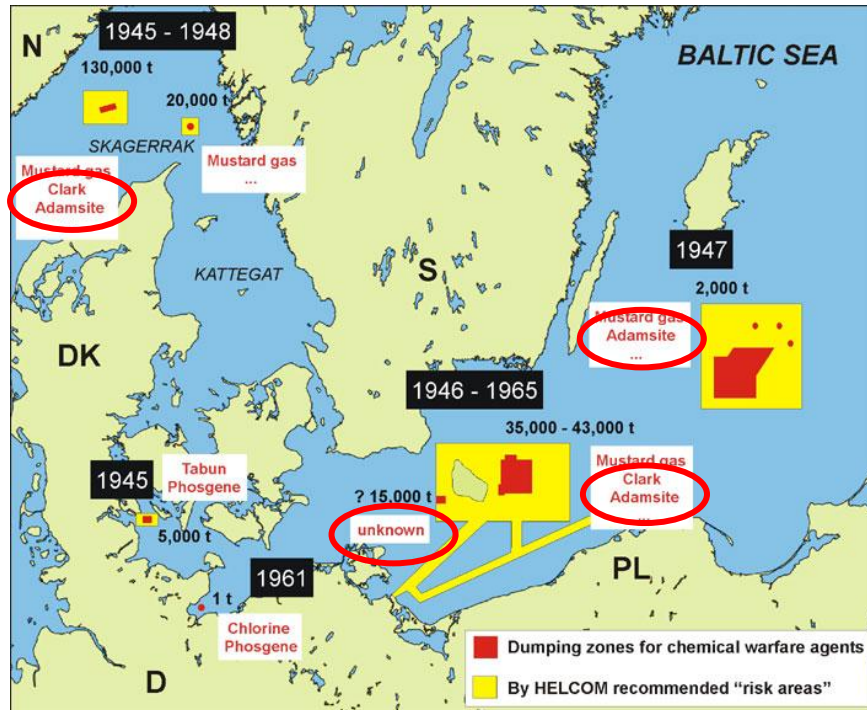 1945 - 1948
N
130,000 t
BALTIC SEA
20,000 t
SKAGERRAK
Mustard gas
Clark
Adamsite
Mustard gas
...
KATTEGAT
S
1947
2,000 t
Mustard gas
Adamsite
...
DK
1946 - 1965
35,000 - 43,000 t
Mustard gas
Clark
Adamsite
...
1945
Tabun
Phosgene
5,000 t
? 15.000 t
unknown
1961
1 t
Chlorine
Phosgene
PL
D
Dumping zones for chemical warfare agents
By HELCOM recommended “risk areas”